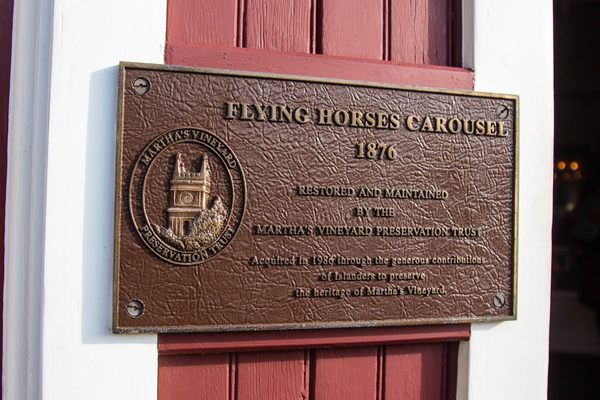 FLYING HORSES CAROUSEL
1876
RESTORED AND MAINTAINED
BY THE
MARTHA'S VINEYARD PRESERVATION TRUST
Acquired in 1986 through the generous contributions
of Islanders to preserve
the heritage of Martha's Vineyard.
MARTHA'S VINEYARD
PRESERVATION TRUST